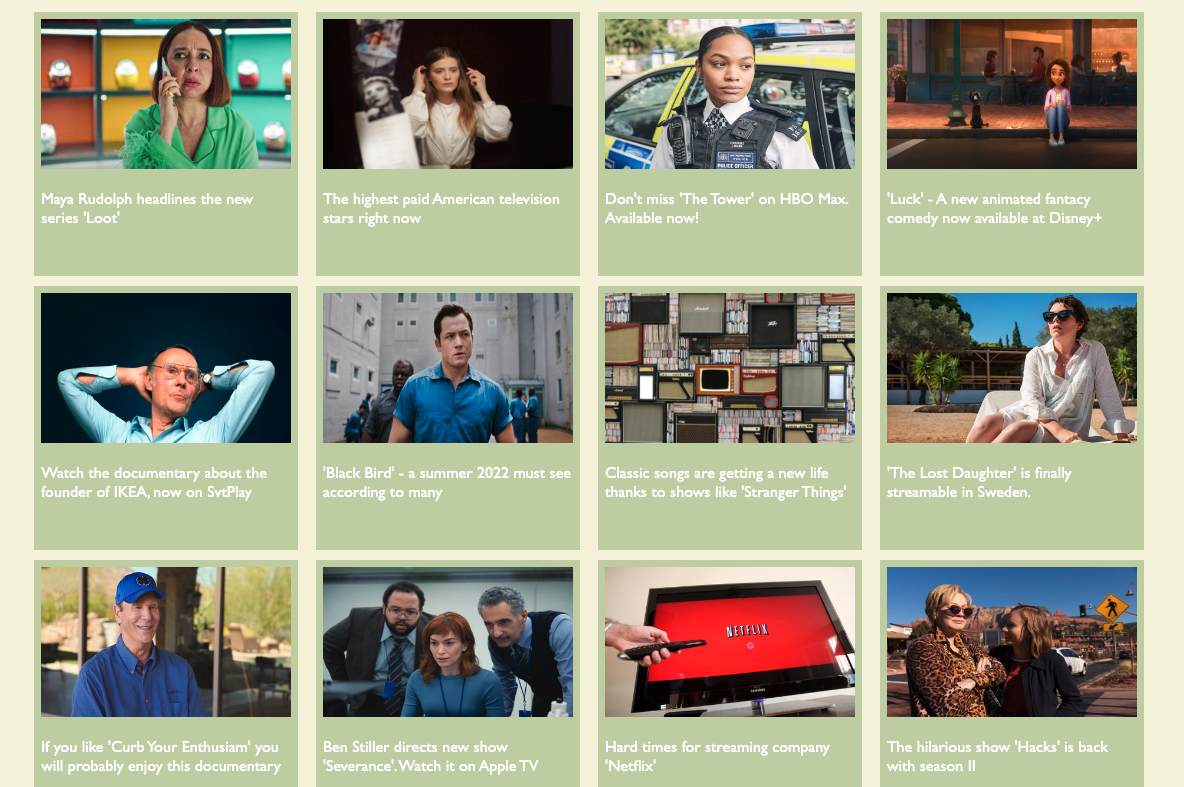 Maya Rudolph headlines the new
series 'Loot'
The highest paid American television
stars right now
Don't miss 'The Tower' on HBO Max.
Available now!
'Luck' - A new animated fantacy
comedy now available at Disney+
POLICE OFFICER
Watch the documentary about the
founder of IKEA, now on SvtPlay
'Black Bird' - a summer 2022 must see
according to many
Classic songs are getting a new life
thanks to shows like 'Stranger Things'
'The Lost Daughter' is finally
streamable in Sweden.
NETFLIX
SAMSUNG
If you like 'Curb Your Enthusiam' you
will probably enjoy this documentary
Ben Stiller directs new show
'Severance'. Watch it on Apple TV
Hard times for streaming company
'Netflix'
The hilarious show 'Hacks' is back
with season II